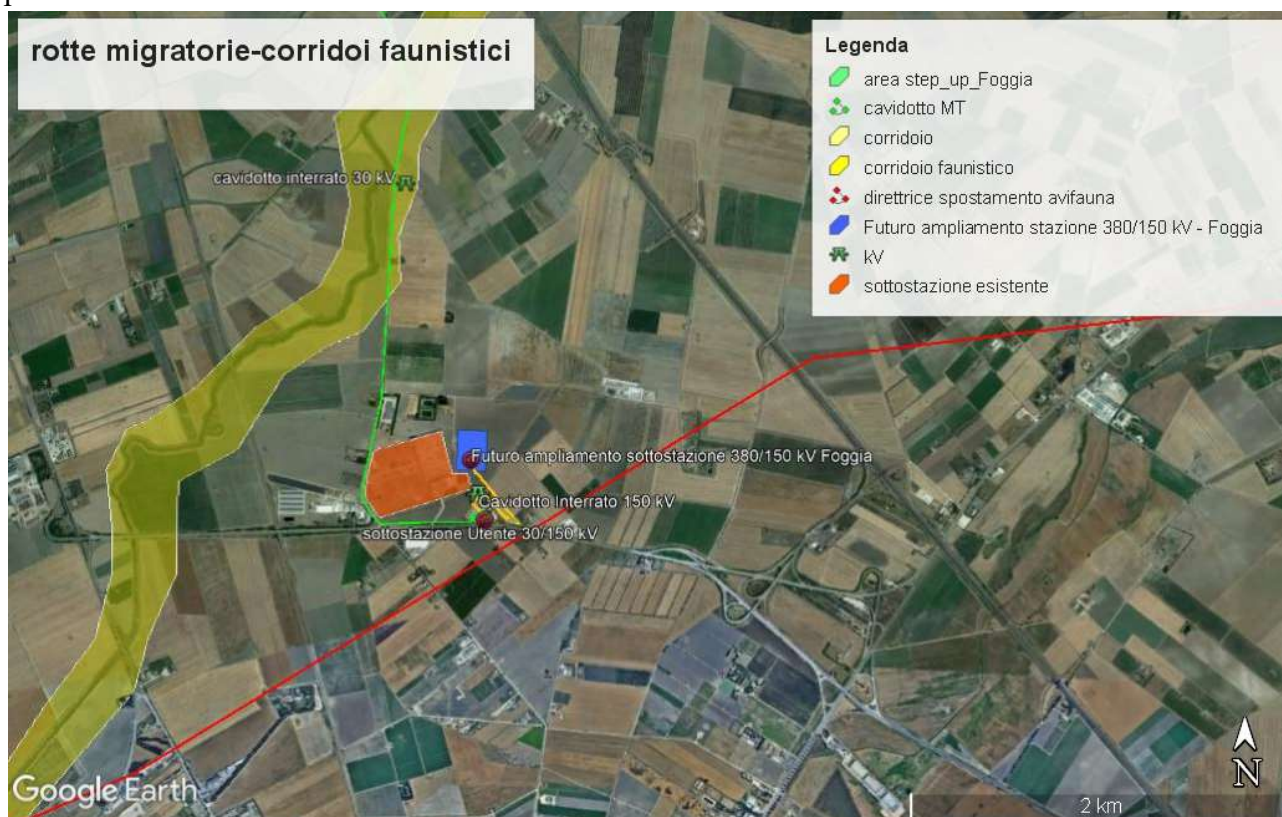 rotte migratorie-corridoi faunistici
Legenda
area step_up_Foggia
cavidotto MT
corridoio
corridoio faunistico
direttrice spostamento avifauna
Futuro ampliamento stazione 380/150 kV - Foggia
kV
sottostazione esistente
cavidotto interrato 30 kV
Futuro ampliamento sottostazione 380/150 kV Foggia
Cavidotto Interrato 150 kV
sottostazione Utente 30/150 kV
Google Earth
N
2 km